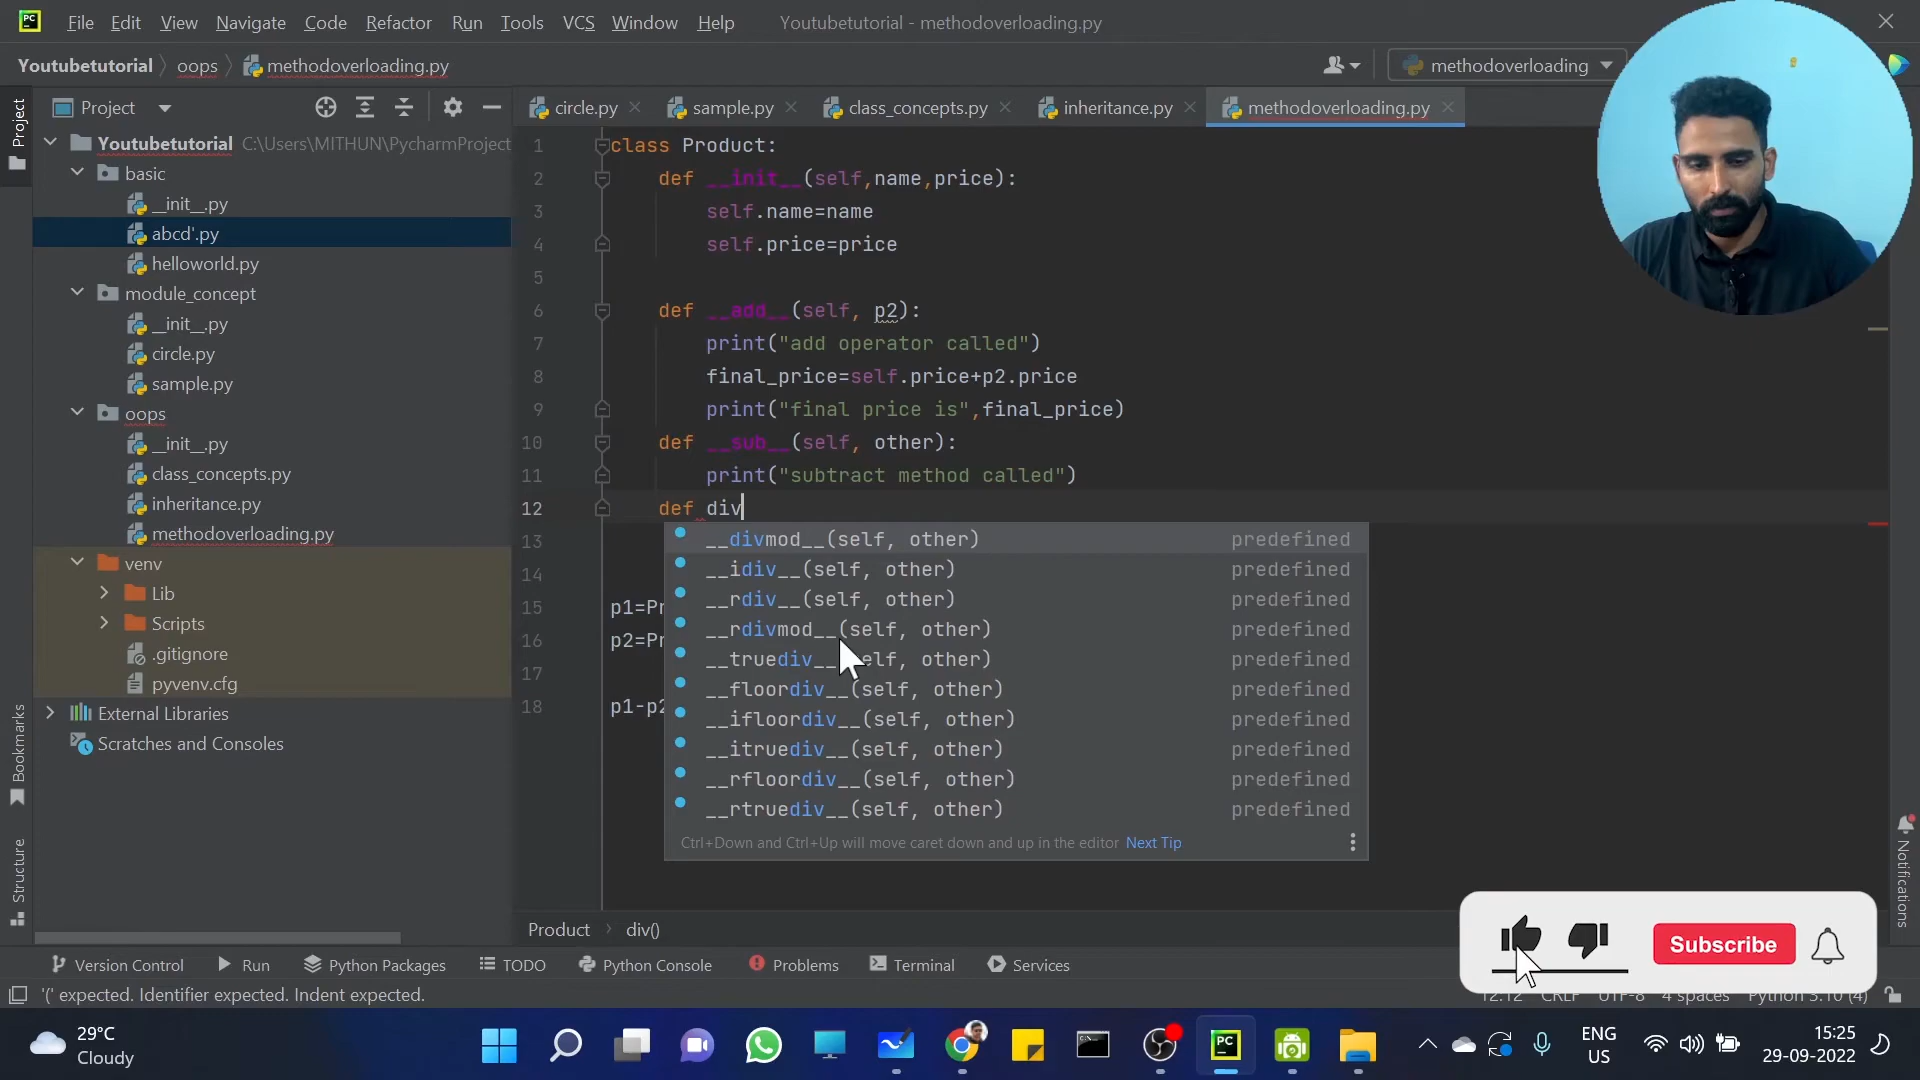 PC File Edit View Navigate Code Refactor Run Tools VCS Window Help Youtubetutorial - methodoverloading.py
Youtubetutorial oops methodoverloading.py methodoverloading
Project Project circle.py sample.py class_concepts.py inheritance.py methodoverloading.py
Youtubetutorial C:\Users\MITHUN\PycharmProject
basic
__init__.py
abcd'.py
helloworld.py
module_concept
__init__.py
circle.py
sample.py
oops
__init__.py
class_concepts.py
inheritance.py
methodoverloading.py
venv
Lib
Scripts
.gitignore
pyvenv.cfg
External Libraries
Scratches and Consoles
Bookmarks
Structure
1 class Product:
2 def __init__(self,name,price):
3 self.name=name
4 self.price=price
5
6 def __add__(self, p2):
7 print("add operator called")
8 final_price=self.price+p2.price
9 print("final price is",final_price)
10 def __sub__(self, other):
11 print("subtract method called")
12 def div
13
14
15 p1=Pr
16 p2=Pr
17
18 p1-p2
__divmod__(self, other) predefined
__idiv__(self, other) predefined
__rdiv__(self, other) predefined
__rdivmod__(self, other) predefined
__truediv__(self, other) predefined
__floordiv__(self, other) predefined
__ifloordiv__(self, other) predefined
__itruediv__(self, other) predefined
__rfloordiv__(self, other) predefined
__rtruediv__(self, other) predefined
Ctrl+Down and Ctrl+Up will move caret down and up in the editor Next Tip
Notifications
Product div()
Subscribe
Version Control Run Python Packages TODO Python Console Problems Terminal Services
'(' expected. Identifier expected. Indent expected. 12:12 CRLF UTF-8 4 spaces Python 3.10 (4)
29°C
Cloudy
PC
ENG
US
15:25
29-09-2022